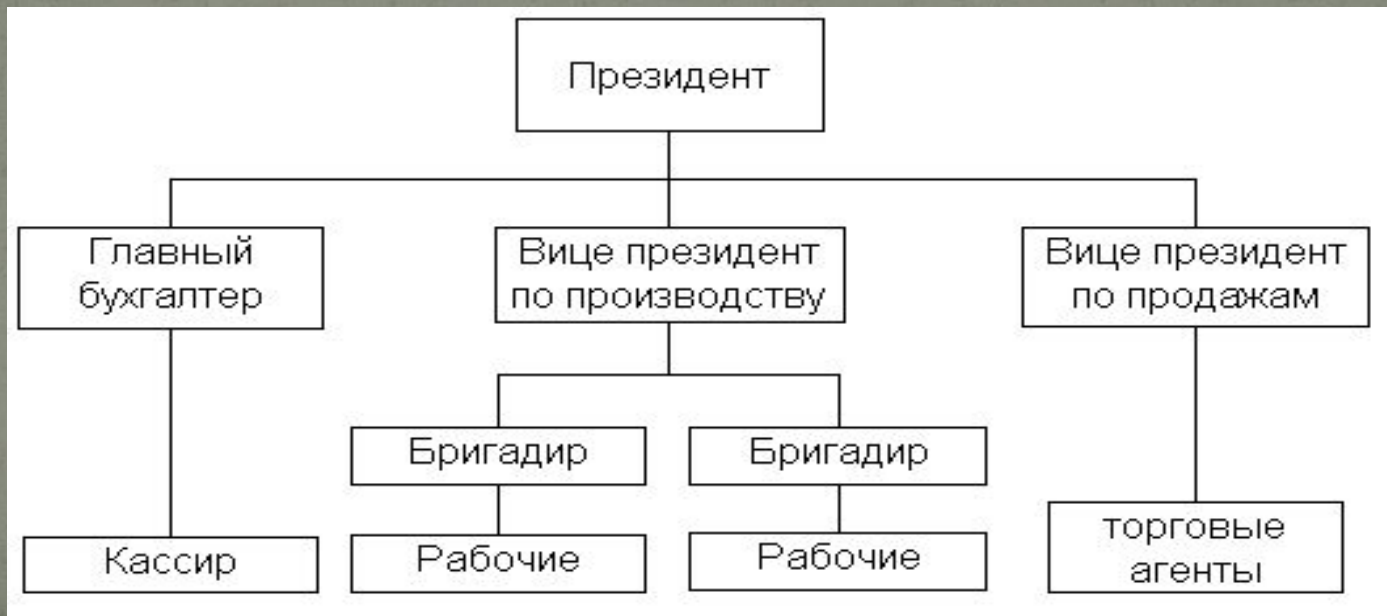 Президент
Главный
бухгалтер
Вице президент
по производству
Вице президент
по продажам
Бригадир
Бригадир
Кассир
Рабочие
Рабочие
торговые
агенты